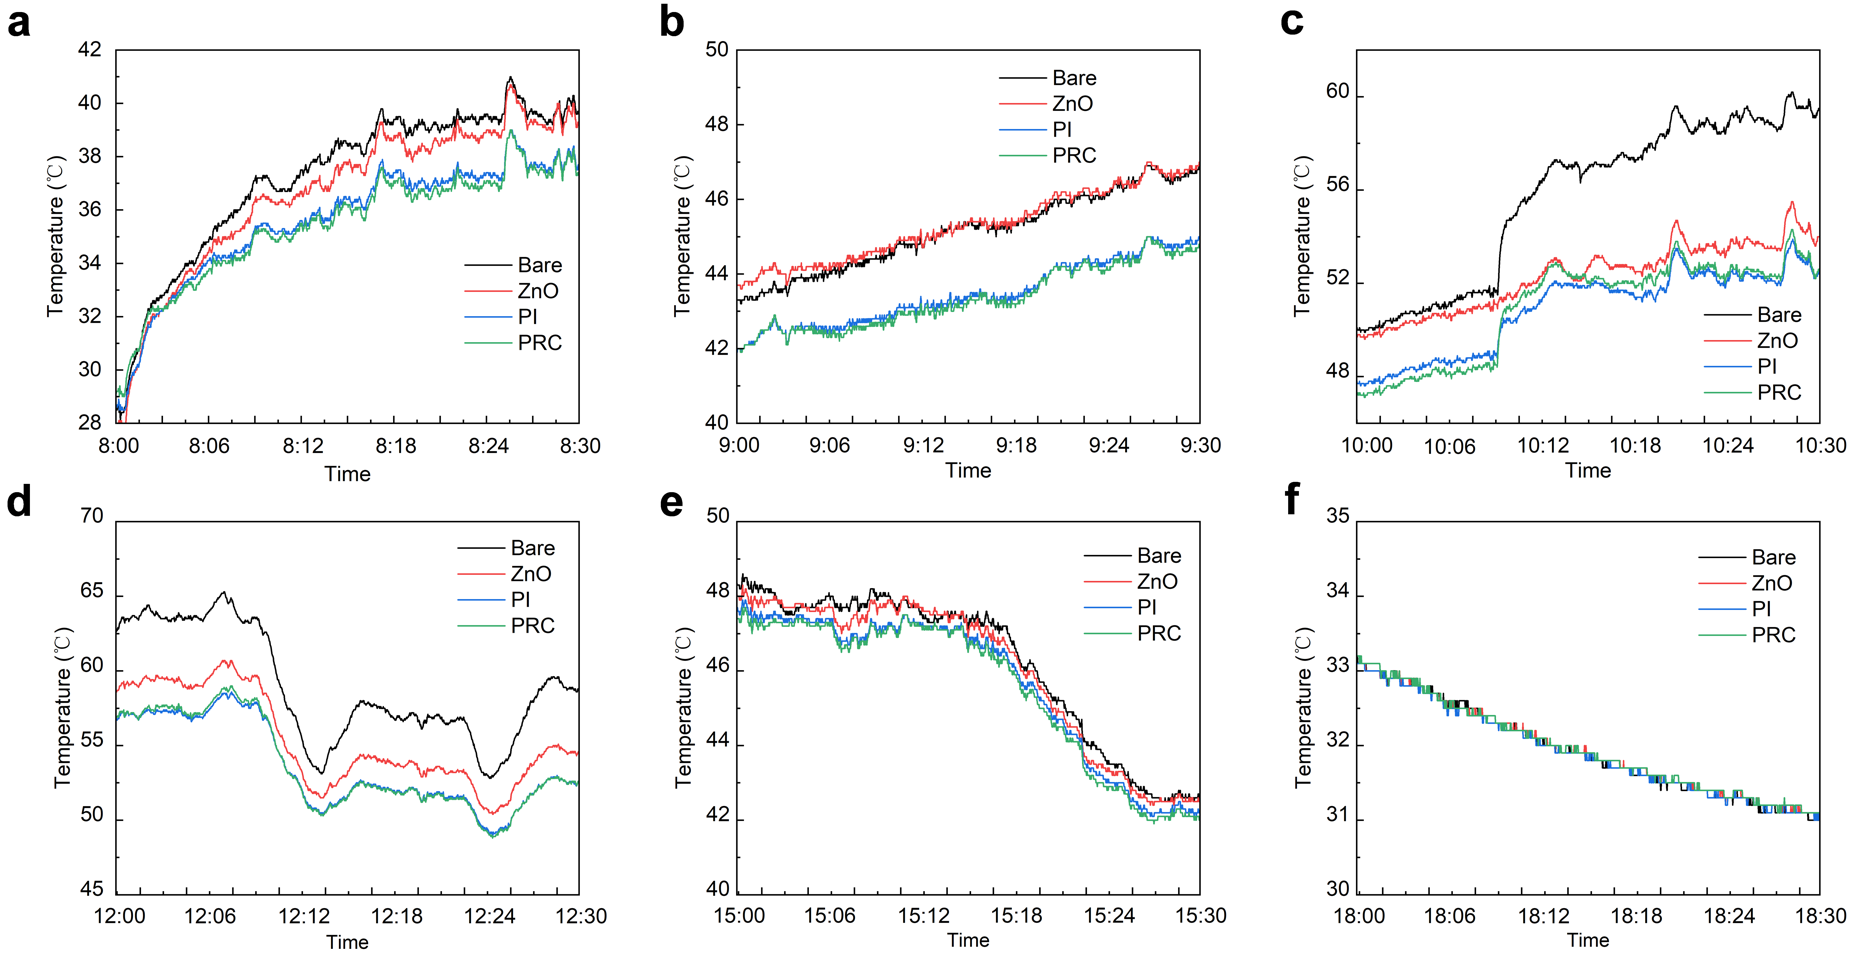 a
42
40
38
36
34
32
30
28
Temperature (℃)
Bare
ZnO
PI
PRC
8:00
8:06
8:12
8:18
8:24
8:30
Time
b
50
48
46
44
42
40
Temperature (℃)
Bare
ZnO
PI
PRC
9:00
9:06
9:12
9:18
9:24
9:30
Time
c
60
56
52
48
Temperature (℃)
Bare
ZnO
PI
PRC
10:00
10:06
10:12
10:18
10:24
10:30
Time
d
70
65
60
55
50
45
Temperature (℃)
Bare
ZnO
PI
PRC
12:00
12:06
12:12
12:18
12:24
12:30
Time
e
50
48
46
44
42
40
Temperature (℃)
Bare
ZnO
PI
PRC
15:00
15:06
15:12
15:18
15:24
15:30
Time
f
35
34
33
32
31
30
Temperature (℃)
Bare
ZnO
PI
PRC
18:00
18:06
18:12
18:18
18:24
18:30
Time